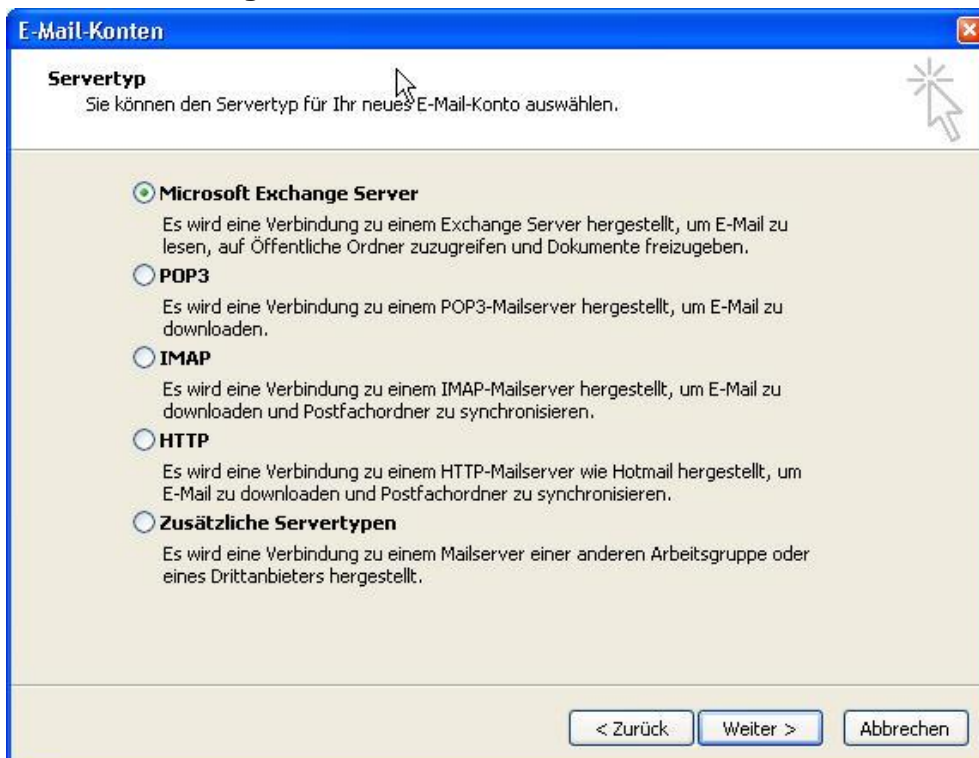 E-Mail-Konten
Servertyp
Sie können den Servertyp für Ihr neues E-Mail-Konto auswählen.
Microsoft Exchange Server
Es wird eine Verbindung zu einem Exchange Server hergestellt, um E-Mail zu
lesen, auf Öffentliche Ordner zuzugreifen und Dokumente freizugeben.
POP3
Es wird eine Verbindung zu einem POP3-Mailserver hergestellt, um E-Mail zu
downloaden.
IMAP
Es wird eine Verbindung zu einem IMAP-Mailserver hergestellt, um E-Mail zu
downloaden und Postfachordner zu synchronisieren.
HTTP
Es wird eine Verbindung zu einem HTTP-Mailserver wie Hotmail hergestellt, um
E-Mail zu downloaden und Postfachordner zu synchronisieren.
Zusätzliche Servertypen
Es wird eine Verbindung zu einem Mailserver einer anderen Arbeitsgruppe oder
eines Drittanbieters hergestellt.
< Zurück Weiter > Abbrechen